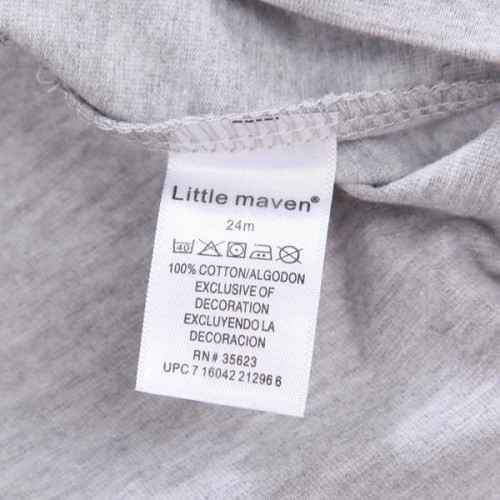 Little maven®
24m
40
100% COTTON/ALGODON
EXCLUSIVE OF
DECORATION
EXCLUYENDO LA
DECORACION
RN# 35623
UPC 7 16042 21296 6